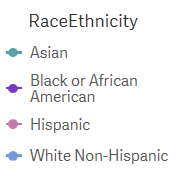 RaceEthnicity
Asian
Black or African
American
Hispanic
White Non-Hispanic